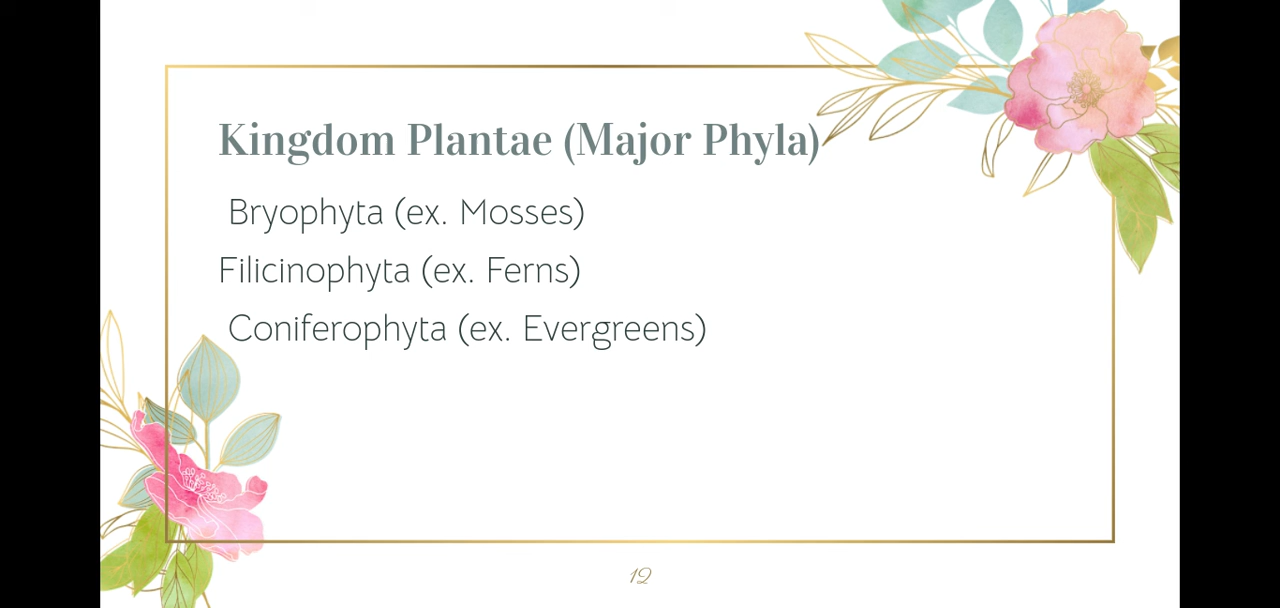 Kingdom Plantae (Major Phyla)
Bryophyta (ex. Mosses)
Filicinophyta (ex. Ferns)
Coniferophyta (ex. Evergreens)
12